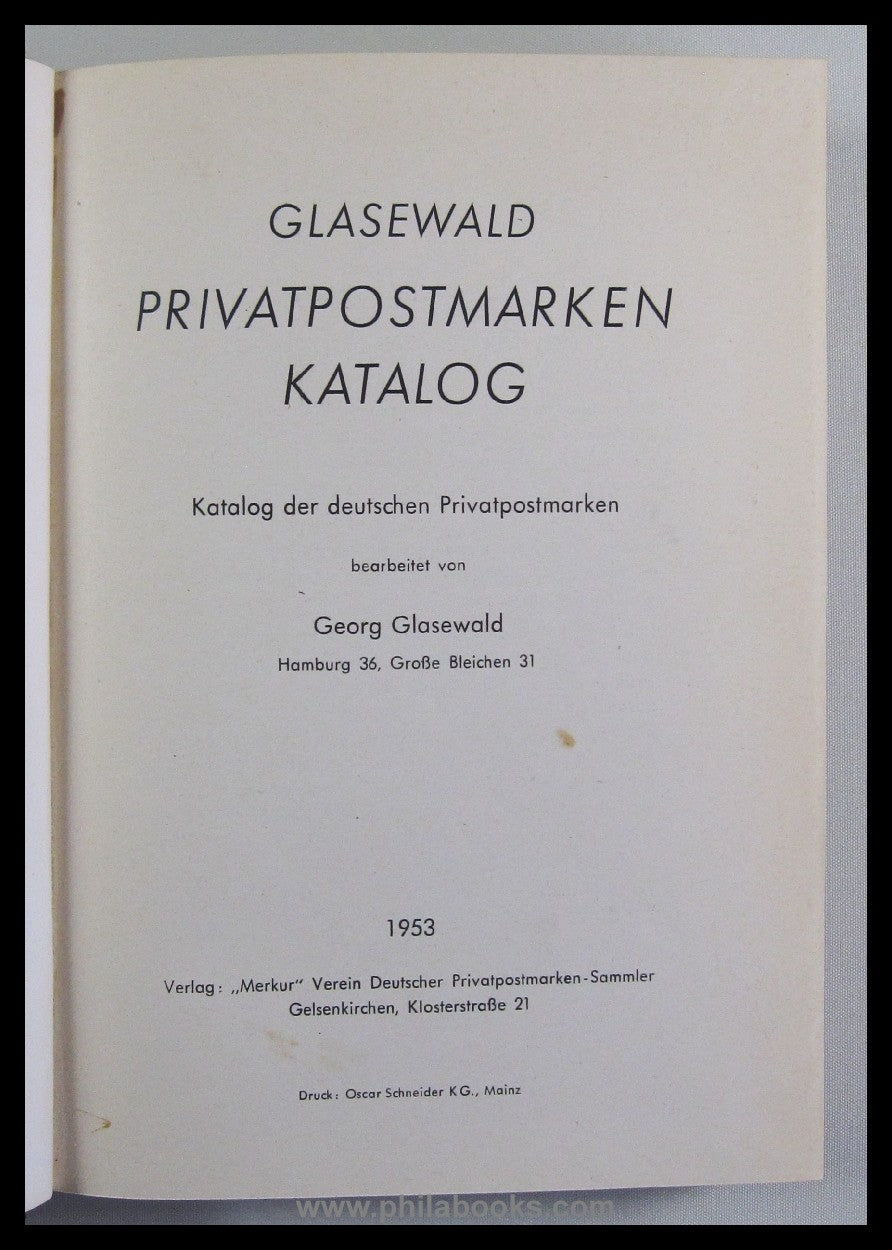 GLASEWALD
PRIVATPOSTMARKEN
KATALOG
Katalog der deutschen Privatpostmarken
bearbeitet von
Georg Glasewald
Hamburg 36, Große Bleichen 31
1953
Verlag: „Merkur“ Verein Deutscher Privatpostmarken-Sammler
Gelsenkirchen, Klosterstraße 21
Druck: Oscar Schneider KG., Mainz
www.philabooks.com